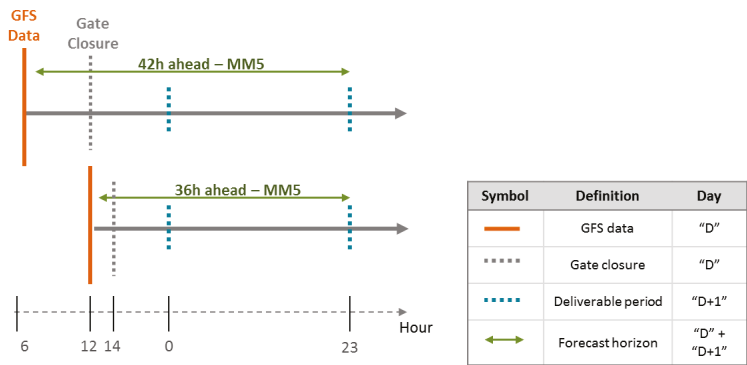 GFS
Data
Gate
Closure
42h ahead – MM5
36h ahead – MM5
Hour
6
12
14
0
23
Symbol Definition Day
GFS data “D”
Gate closure “D”
Deliverable period “D+1”
Forecast horizon “D” +
“D+1”